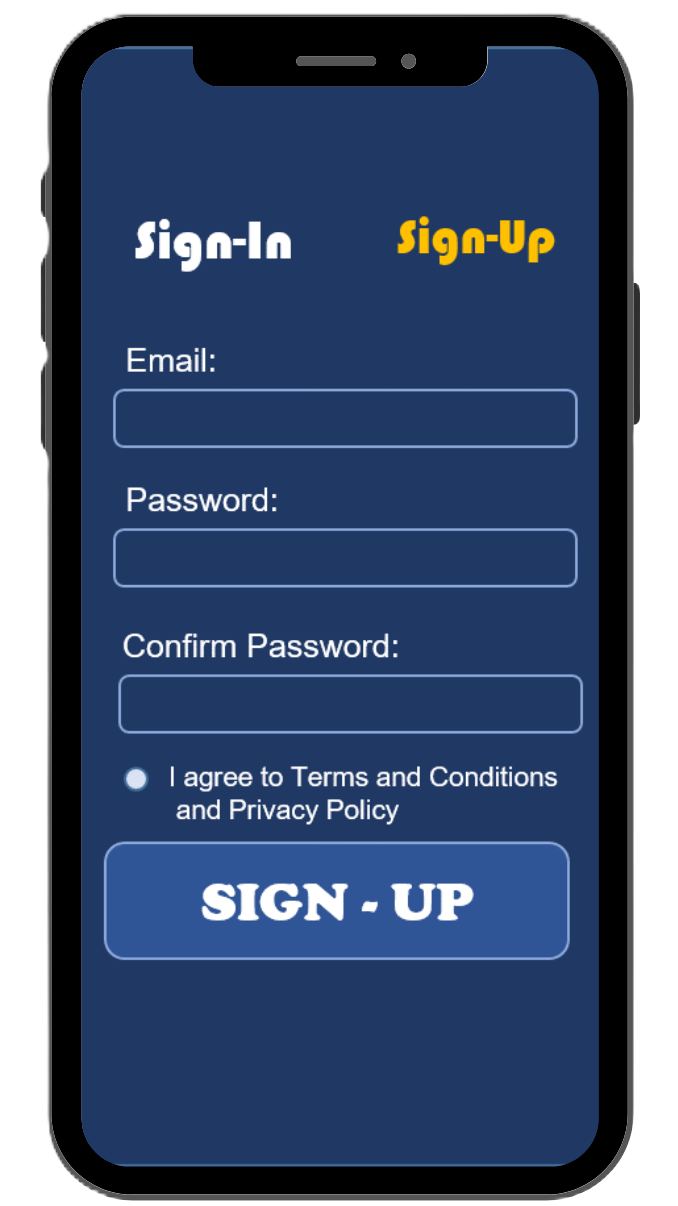 Sign-In Sign-Up
Email:
Password:
Confirm Password:
I agree to Terms and Conditions
and Privacy Policy
SIGN - UP